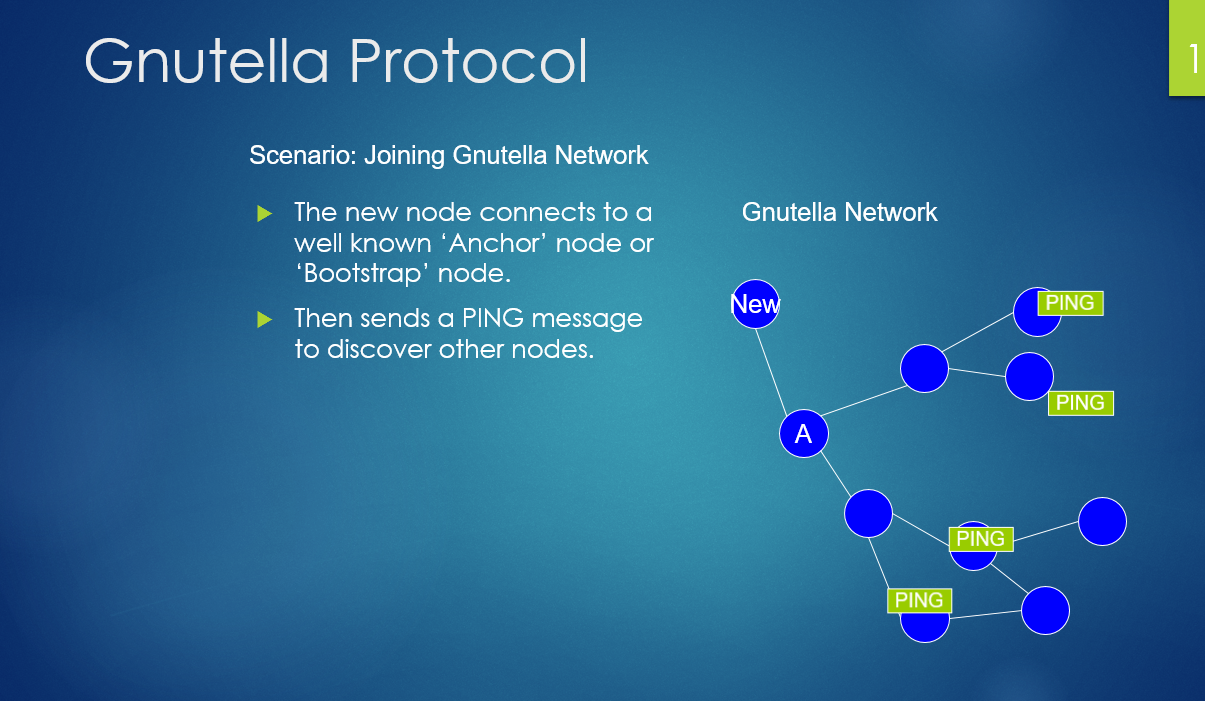 Gnutella Protocol
1
Scenario: Joining Gnutella Network
The new node connects to a
well known ‘Anchor’ node or
‘Bootstrap’ node.
Then sends a PING message
to discover other nodes.
Gnutella Network
New
PING
PING
A
PING
PING